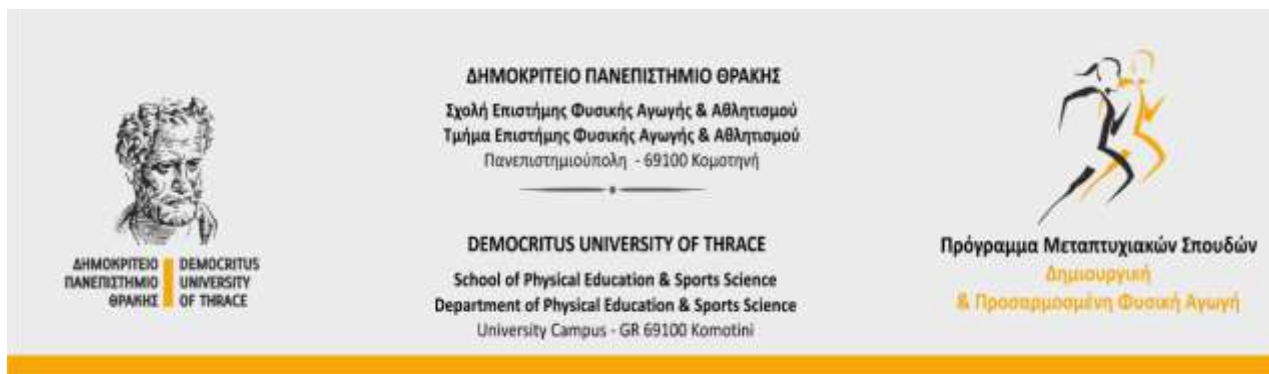 ΔΗΜΟΚΡΙΤΕΙΟ
ΠΑΝΕΠΙΣΤΗΜΙΟ
ΘΡΑΚΗΣ
DEMOCRITUS
UNIVERSITY
OF THRACE
ΔΗΜΟΚΡΙΤΕΙΟ ΠΑΝΕΠΙΣΤΗΜΙΟ ΘΡΑΚΗΣ
Σχολή Επιστήμης Φυσικής Αγωγής & Αθλητισμού
Τμήμα Επιστήμης Φυσικής Αγωγής & Αθλητισμού
Πανεπιστημιούπολη - 69100 Κομοτηνή
DEMOCRITUS UNIVERSITY OF THRACE
School of Physical Education & Sports Science
Department of Physical Education & Sports Science
University Campus - GR 69100 Komotini
Πρόγραμμα Μεταπτυχιακών Σπουδών
Δημιουργική
& Προσαρμοσμένη Φυσική Αγωγή